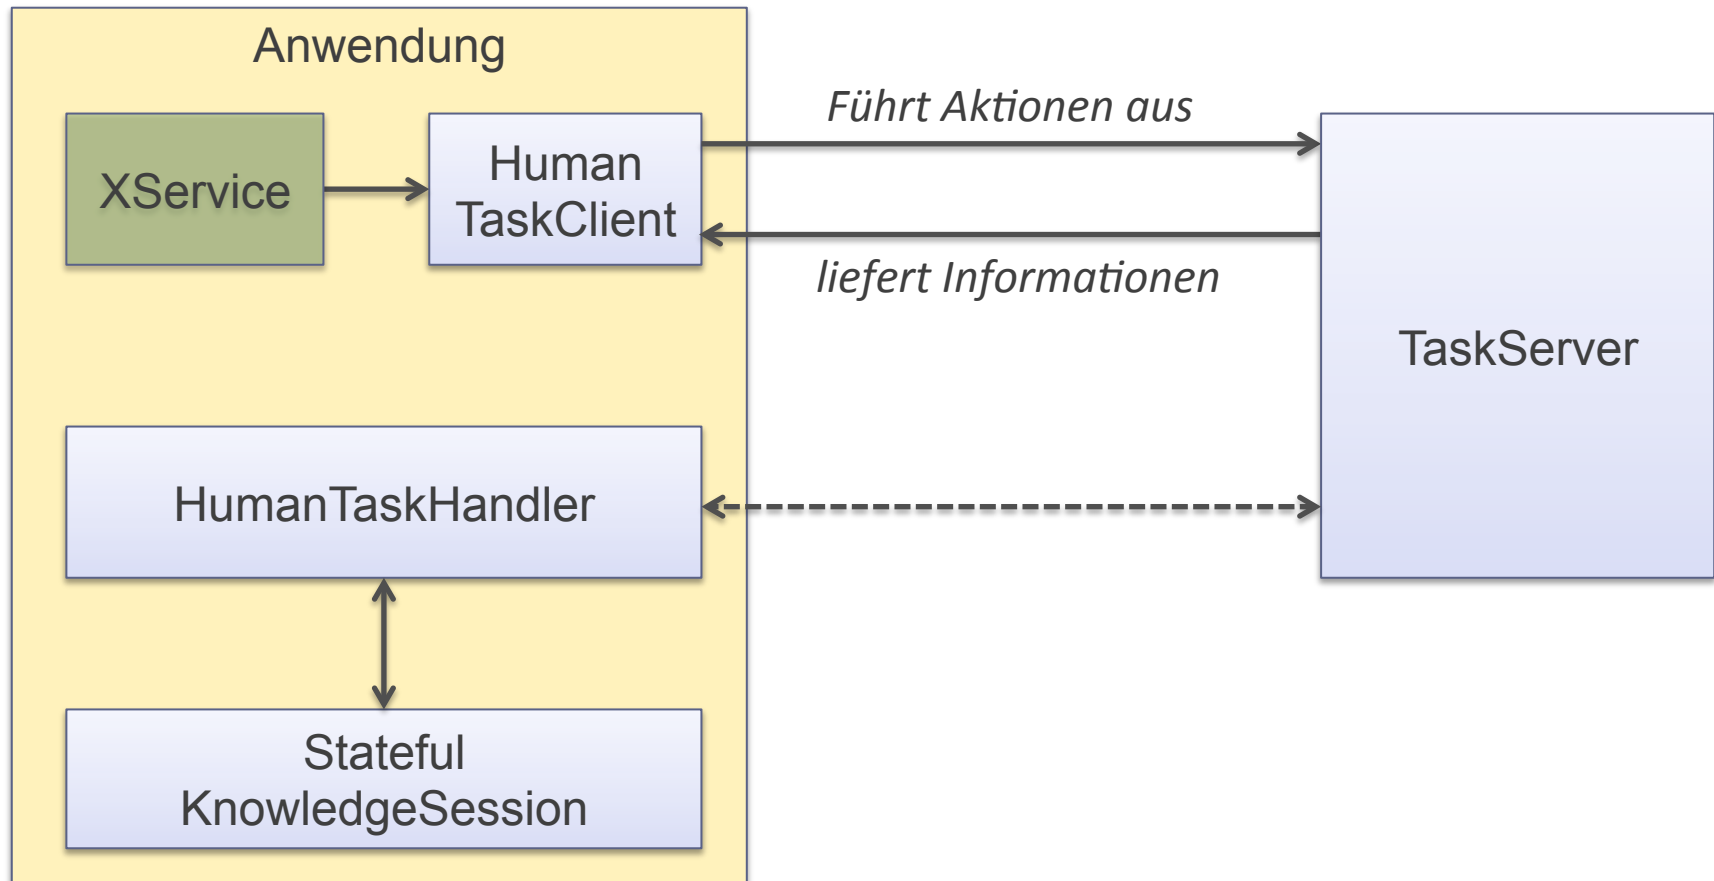 Anwendung
XService
Human
TaskClient
Führt Aktionen aus
liefert Informationen
TaskServer
HumanTaskHandler
Stateful
KnowledgeSession